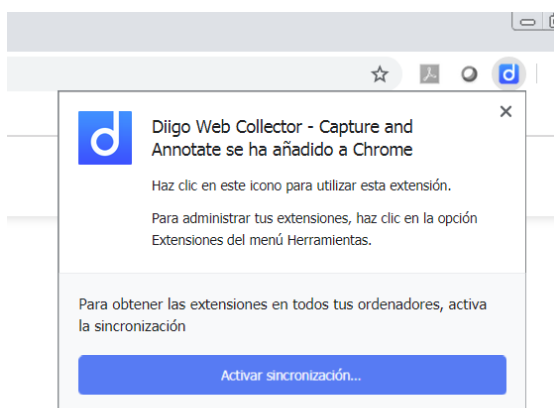 d
d
Diigo Web Collector - Capture and
Annotate se ha añadido a Chrome
Haz clic en este icono para utilizar esta extensión.
Para administrar tus extensiones, haz clic en la opción
Extensiones del menú Herramientas.
Para obtener las extensiones en todos tus ordenadores, activa
la sincronización
Activar sincronización...